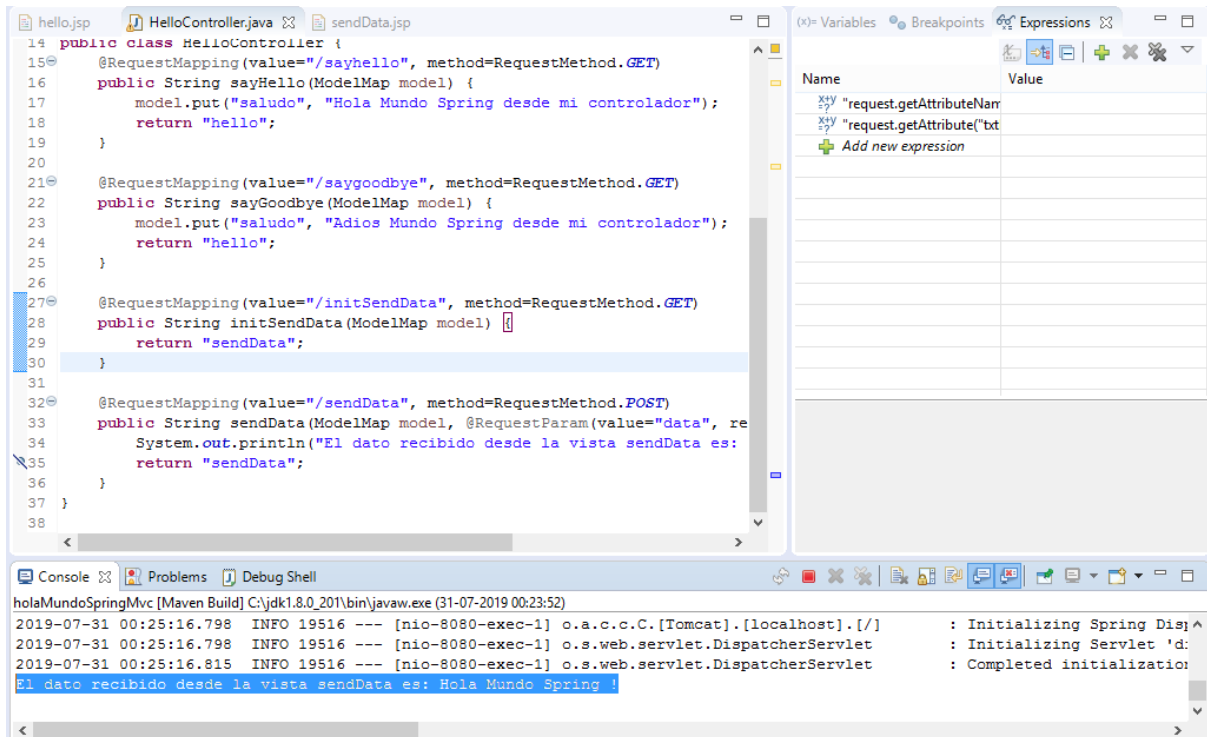 hello.jsp HelloController.java sendData.jsp
14 public class HelloController {
15 @RequestMapping(value="/sayhello", method=RequestMethod.GET)
16 public String sayHello(ModelMap model) {
17 model.put("saludo", "Hola Mundo Spring desde mi controlador");
18 return "hello";
19 }
20
21 @RequestMapping(value="/saygoodbye", method=RequestMethod.GET)
22 public String sayGoodbye(ModelMap model) {
23 model.put("saludo", "Adios Mundo Spring desde mi controlador");
24 return "hello";
25 }
26
27 @RequestMapping(value="/initSendData", method=RequestMethod.GET)
28 public String initSendData(ModelMap model) {
29 return "sendData";
30 }
31
32 @RequestMapping(value="/sendData", method=RequestMethod.POST)
33 public String sendData(ModelMap model, @RequestParam(value="data", re
34 System.out.println("El dato recibido desde la vista sendData es:
35 return "sendData";
36 }
37 }
38
(x)= Variables Breakpoints Expressions
Name Value
"request.getAttributeNam
"request.getAttribute("txt
Add new expression
Console Problems Debug Shell
holaMundoSpringMvc [Maven Build] C:\jdk1.8.0_201\bin\javaw.exe (31-07-2019 00:23:52)
2019-07-31 00:25:16.798 INFO 19516 --- [nio-8080-exec-1] o.a.c.c.C.[Tomcat].[localhost].[/] : Initializing Spring Disp
2019-07-31 00:25:16.798 INFO 19516 --- [nio-8080-exec-1] o.s.web.servlet.DispatcherServlet : Initializing Servlet 'di
2019-07-31 00:25:16.815 INFO 19516 --- [nio-8080-exec-1] o.s.web.servlet.DispatcherServlet : Completed initialization
El dato recibido desde la vista sendData es: Hola Mundo Spring !